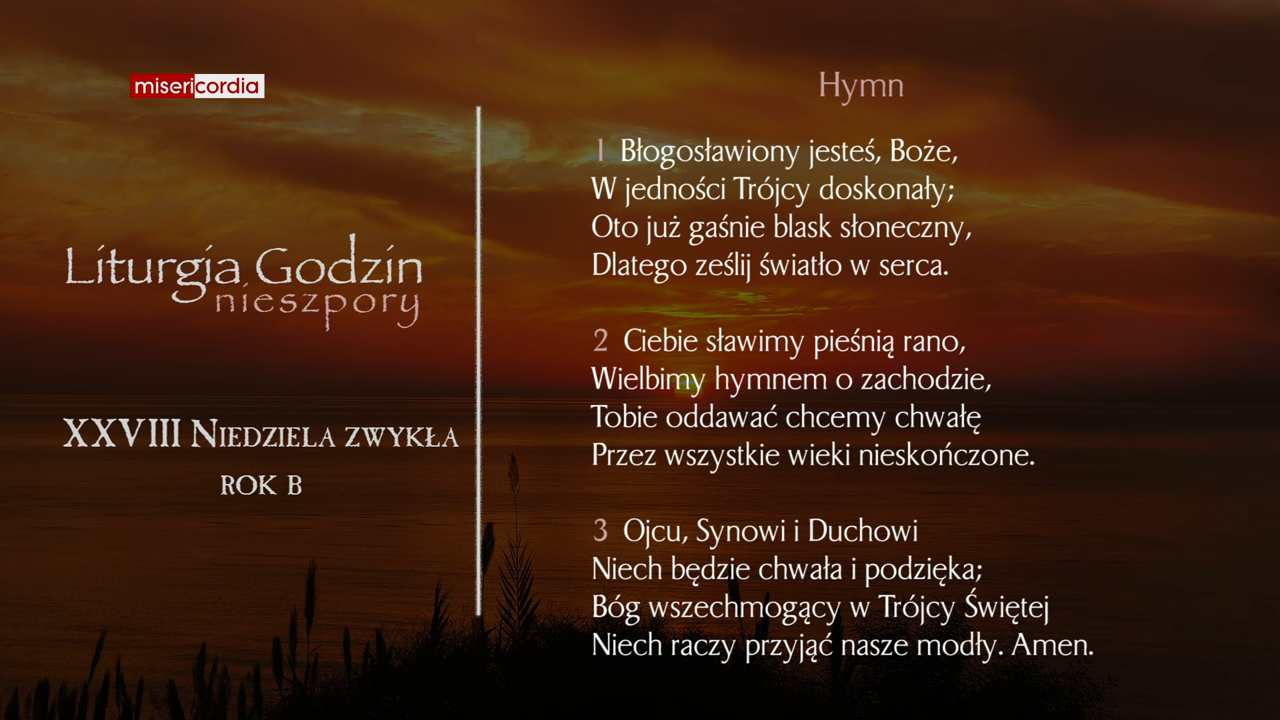 misericordia
Liturgia Godzin
nieszpory
XXVIII Niedziela zwykła
rok B
Hymn
1 Błogosławiony jesteś, Boże,
W jedności Trójcy doskonały;
Oto już gaśnie blask słoneczny,
Dlatego ześlij światło w serca.
2 Ciebie sławimy pieśnią rano,
Wielbimy hymnem o zachodzie,
Tobie oddawać chcemy chwałę
Przez wszystkie wieki nieskończone.
3 Ojcu, Synowi i Duchowi
Niech będzie chwała i podzięka;
Bóg wszechmogący w Trójcy Świętej
Niech raczy przyjąć nasze modły. Amen.